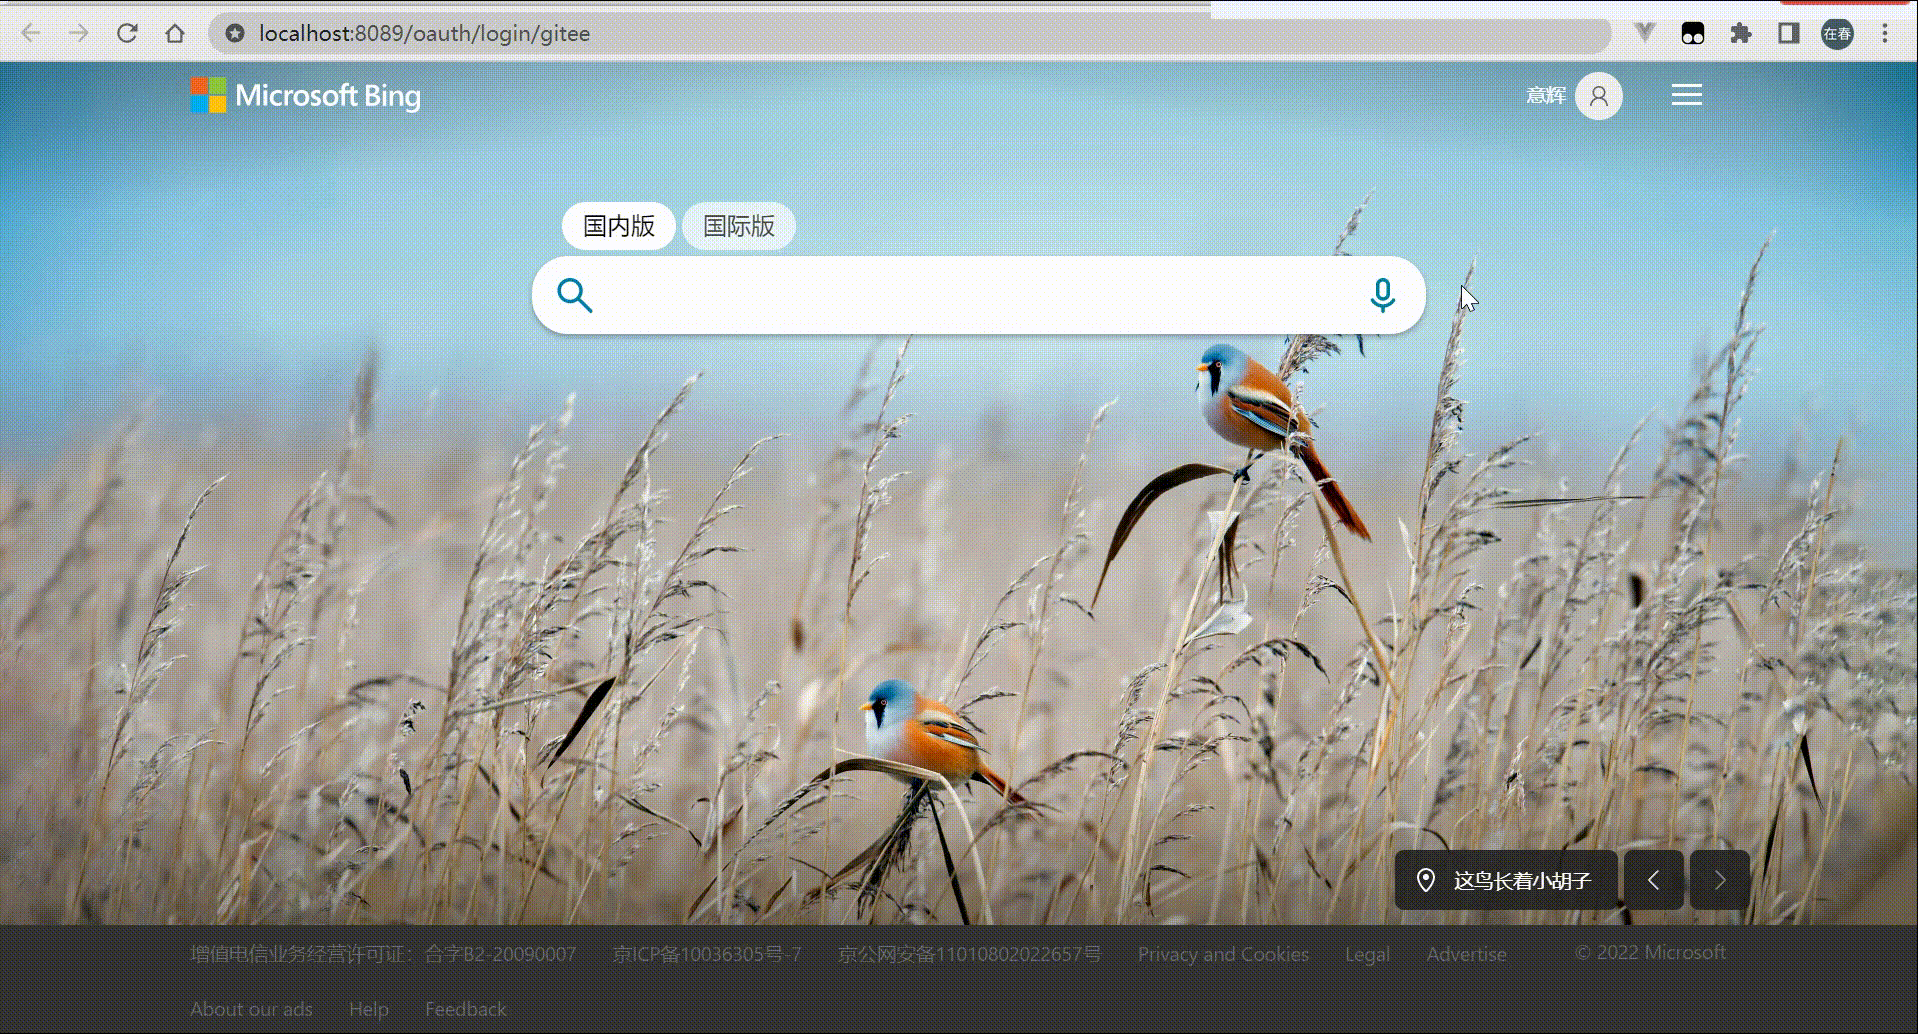 localhost:8089/oauth/login/gitee
在春
Microsoft Bing
意辉
国内版 国际版
这鸟长着小胡子
增值电信业务经营许可证：合字B2-20090007 京ICP备10036305号-7 京公网安备11010802022657号 Privacy and Cookies Legal Advertise © 2022 Microsoft
About our ads Help Feedback